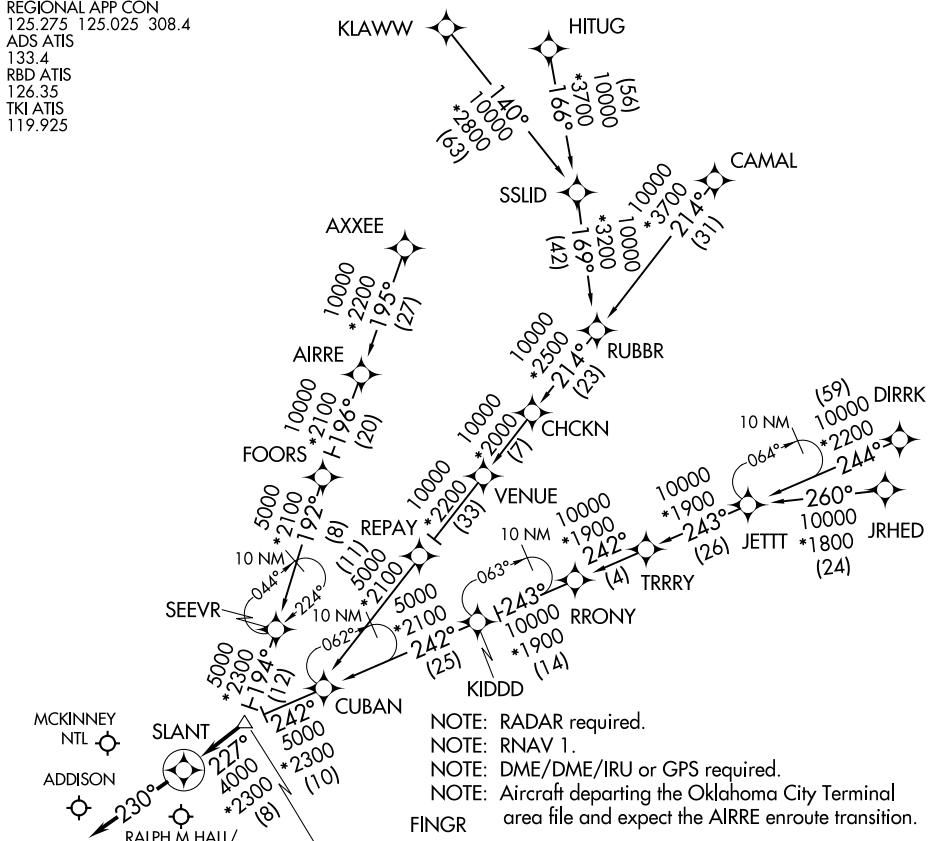 REGIONAL APP CON
125.275 125.025 308.4
ADS ATIS
133.4
RBD ATIS
126.35
TKI ATIS
119.925
KLAWW
HITUG
140°
10000
*2800
(63)
(56)
10000
*3700
166°
CAMAL
10000
*3700
214°
(31)
SSLID
10000
*3200
169°
(42)
AXXEE
10000
*2200
195°
(27)
RUBBR
10000
*2500
214°
(23)
AIRRE
10000
*2100
196°
(20)
CHCKN
10000
*2000
(7)
DIRRK
(59)
10000
*2200
244°
10 NM
064°
FOORS
5000
*2100
192°
(8)
VENUE
10000
*2200
(33)
REPAY
(11)
5000
*2100
JRHED
260°
10000
*1800
(24)
JETTT
10000
*1900
243°
(26)
TRRRY
10000
*1900
242°
(4)
RRONY
10 NM
063°
243°
10000
*1900
(14)
10 NM
044°
224°
SEEVR
10 NM
062°
5000
*2100
242°
(25)
KIDDD
5000
*2300
194°
(12)
CUBAN
242°
5000
*2300
(10)
MCKINNEY
NTL
SLANT
227°
4000
*2300
(8)
ADDISON
230°
RALPH M HALL/
FINGR
NOTE: RADAR required.
NOTE: RNAV 1.
NOTE: DME/DME/IRU or GPS required.
NOTE: Aircraft departing the Oklahoma City Terminal
area file and expect the AIRRE enroute transition.